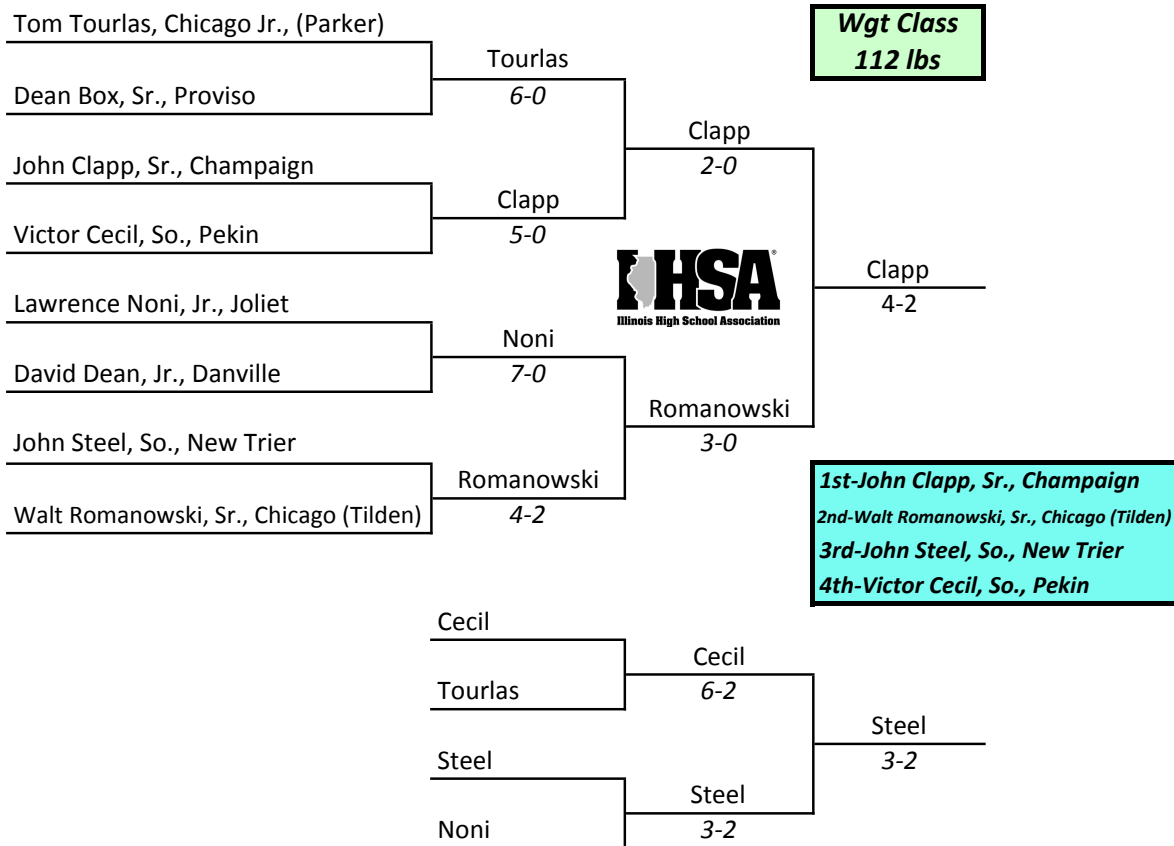 Tom Tourlas, Chicago Jr., (Parker)
Wgt Class
112 lbs
Tourlas
6-0
Dean Box, Sr., Proviso
Clapp
2-0
John Clapp, Sr., Champaign
Clapp
5-0
Victor Cecil, So., Pekin
IHSA®
Illinois High School Association
Clapp
4-2
Lawrence Noni, Jr., Joliet
Noni
7-0
David Dean, Jr., Danville
Romanowski
3-0
John Steel, So., New Trier
Romanowski
4-2
Walt Romanowski, Sr., Chicago (Tilden)
1st-John Clapp, Sr., Champaign
2nd-Walt Romanowski, Sr., Chicago (Tilden)
3rd-John Steel, So., New Trier
4th-Victor Cecil, So., Pekin
Cecil
Cecil
6-2
Tourlas
Steel
3-2
Steel
Steel
3-2
Noni